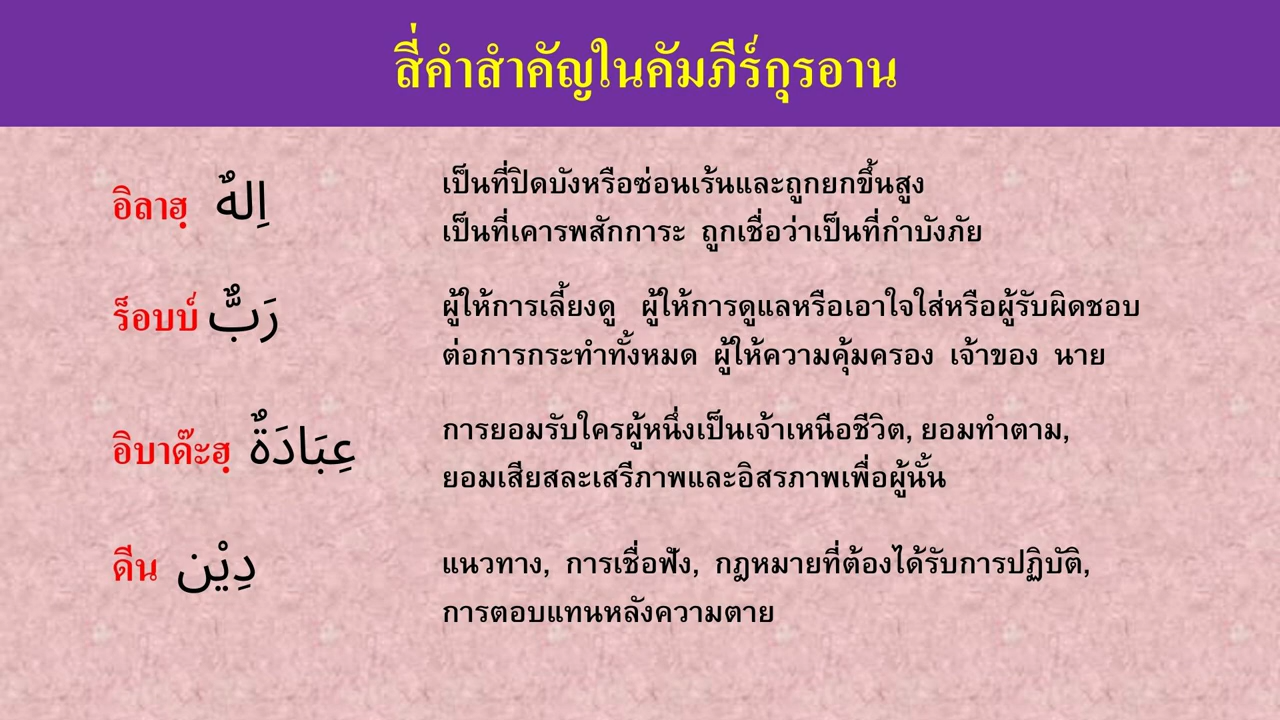 สี่คำสำคัญในคัมภีร์กุรอาน
อิลาฮฺ اِلهٌ
เป็นที่ปิดบังหรือซ่อนเร้นและถูกยกขึ้นสูง
เป็นที่เคารพสักการะ ถูกเชื่อว่าเป็นที่กำบังภัย
ร็อบบ์ رَبٌّ
ผู้ให้การเลี้ยงดู ผู้ให้การดูแลหรือเอาใจใส่หรือผู้รับผิดชอบ
ต่อการกระทำทั้งหมด ผู้ให้ความคุ้มครอง เจ้าของ นาย
อิบาด๊ะฮฺ عِبَادَةٌ
การยอมรับใครผู้หนึ่งเป็นเจ้าเหนือชีวิต, ยอมทำตาม,
ยอมเสียสละเสรีภาพและอิสรภาพเพื่อผู้นั้น
ดีน دِيْن
แนวทาง, การเชื่อฟัง, กฎหมายที่ต้องได้รับการปฏิบัติ,
การตอบแทนหลังความตาย